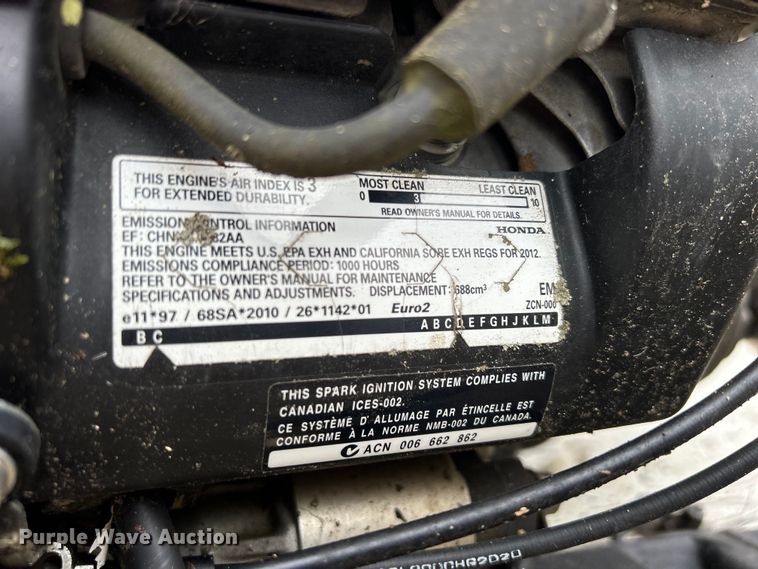 THIS ENGINE'S AIR INDEX IS 3
FOR EXTENDED DURABILITY.
MOST CLEAN LEAST CLEAN
0 3 10
READ OWNER'S MANUAL FOR DETAILS.
EMISSION CONTROL INFORMATION HONDA
EF:
THIS ENGINE MEETS U.S. EPA EXH AND CALIFORNIA SORE EXH REGS FOR 2012.
EMISSIONS COMPLIANCE PERIOD: 1000 HOURS
REFER TO THE OWNER'S MANUAL FOR MAINTENANCE
SPECIFICATIONS AND ADJUSTMENTS. DISPLACEMENT: 688cm³ EM
e11*97 / 68SA*2010 / 26*1142*01 Euro2 ZCN-000
B C A B C D E F G H J K L M
THIS SPARK IGNITION SYSTEM COMPLIES WITH
CANADIAN ICES-002.
CE SYSTÈME D'ALLUMAGE PAR ÉTINCELLE EST
CONFORME À LA NORME NMB-002 DU CANADA.
ACN 006 662 862
Purple Wave Auction